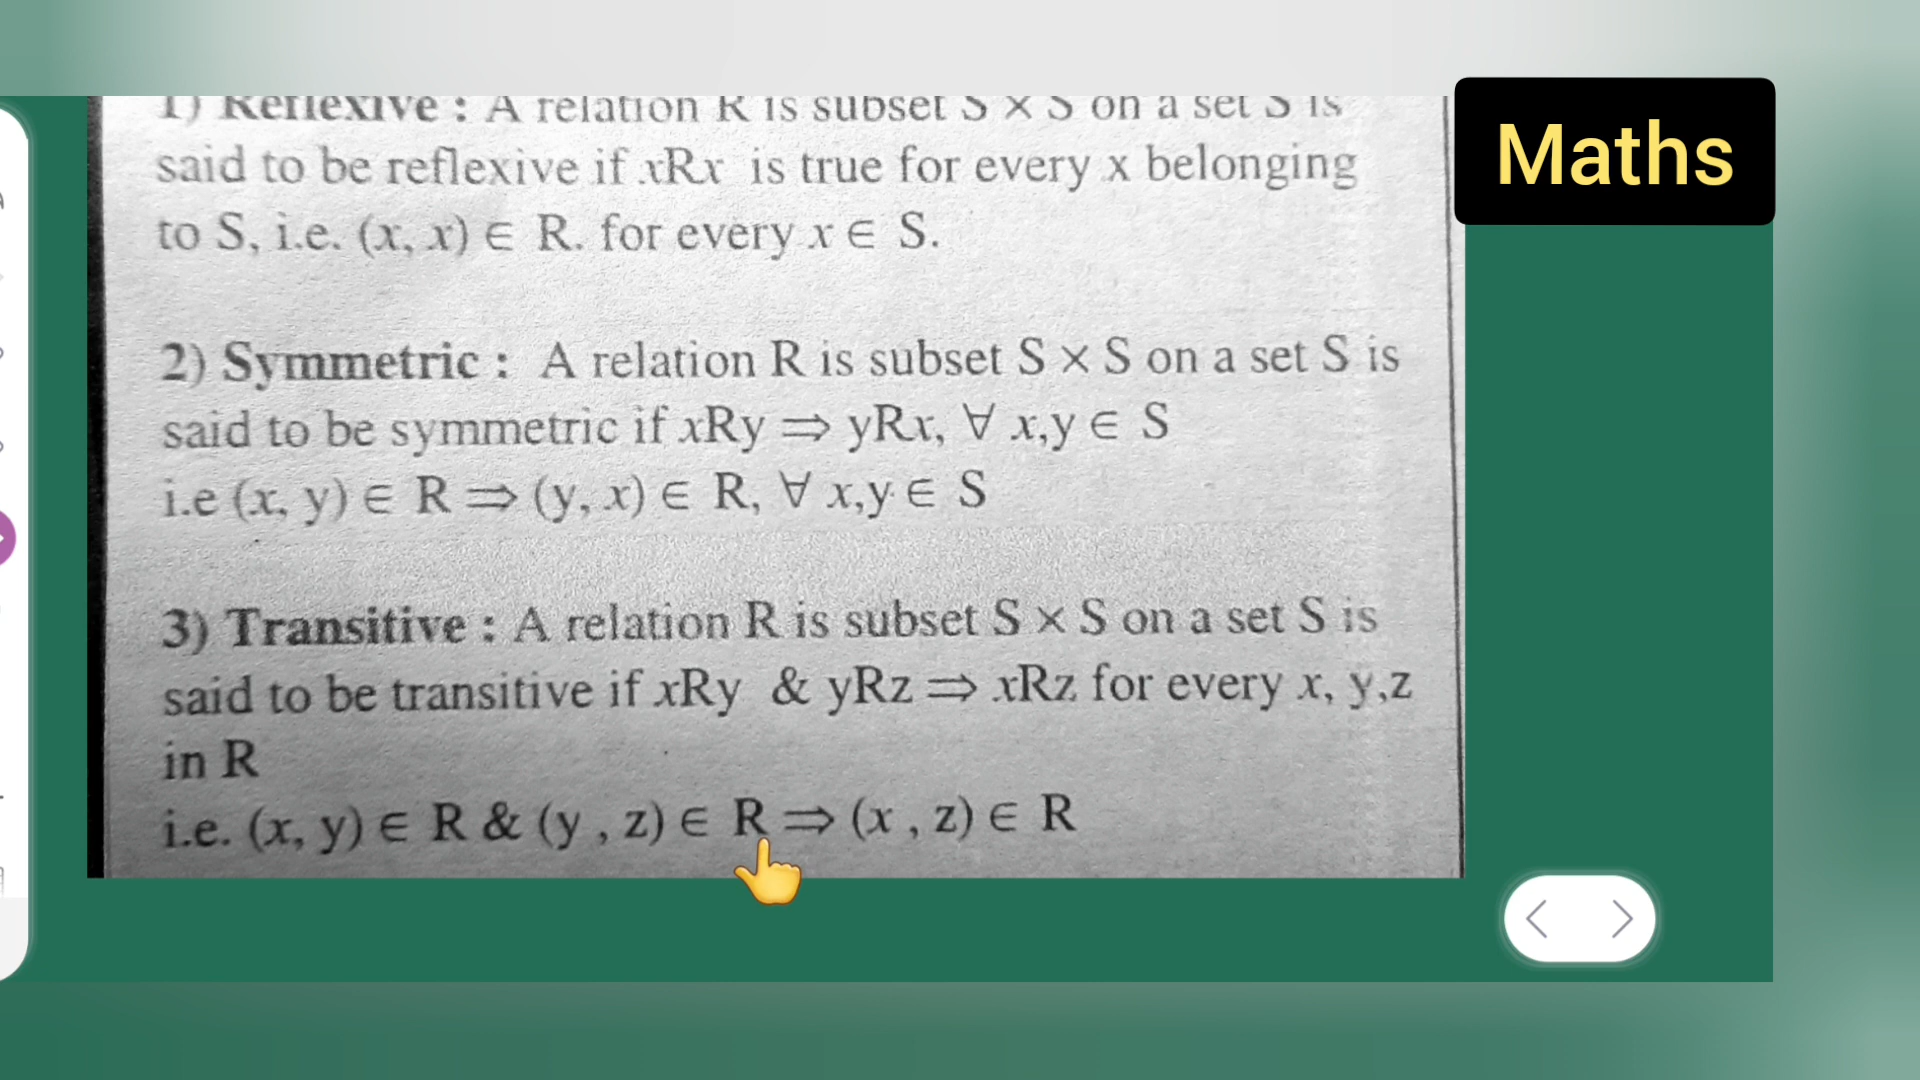 1) Reflexive : A relation R is subset S × S on a set S is
said to be reflexive if xRx is true for every x belonging
to S, i.e. (x, x) ∈ R. for every x ∈ S.
2) Symmetric : A relation R is subset S × S on a set S is
said to be symmetric if xRy ⇒ yRx, ∀ x,y ∈ S
i.e (x, y) ∈ R ⇒ (y, x) ∈ R, ∀ x,y ∈ S
3) Transitive : A relation R is subset S × S on a set S is
said to be transitive if xRy & yRz ⇒ xRz for every x, y,z
in R
i.e. (x, y) ∈ R & (y , z) ∈ R ⇒ (x , z) ∈ R
Maths